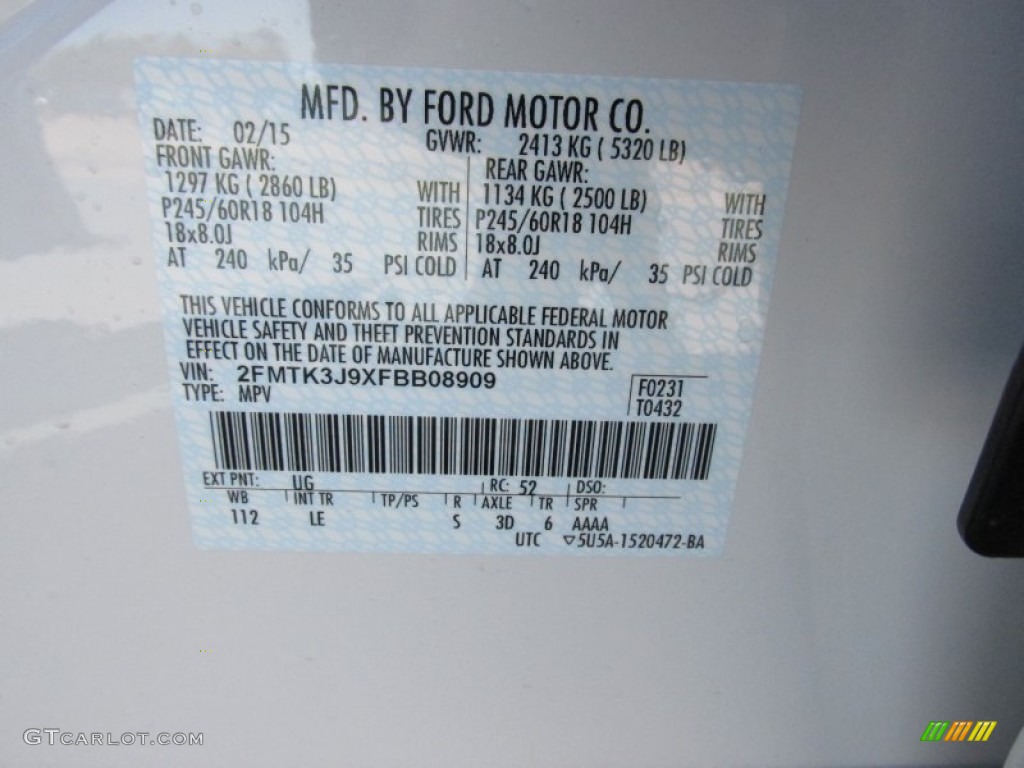 MFD. BY FORD MOTOR CO.
DATE: 02/15 GVWR: 2413 KG ( 5320 LB)
FRONT GAWR: REAR GAWR:
1297 KG ( 2860 LB) WITH 1134 KG ( 2500 LB) WITH
P245/60R18 104H TIRES P245/60R18 104H TIRES
18x8.0J RIMS 18x8.0J RIMS
AT 240 kPa/ 35 PSI COLD AT 240 kPa/ 35 PSI COLD
THIS VEHICLE CONFORMS TO ALL APPLICABLE FEDERAL MOTOR
VEHICLE SAFETY AND THEFT PREVENTION STANDARDS IN
EFFECT ON THE DATE OF MANUFACTURE SHOWN ABOVE.
VIN: 2FMTK3J9XFBB08909
TYPE: MPV
F0231
T0432
EXT PNT: UG RC: 52 DSO:
WB INT TR TP/PS R AXLE TR SPR
112 LE S 3D 6 AAAA
UTC ▽5U5A-1520472-BA
GTCARLOT.COM